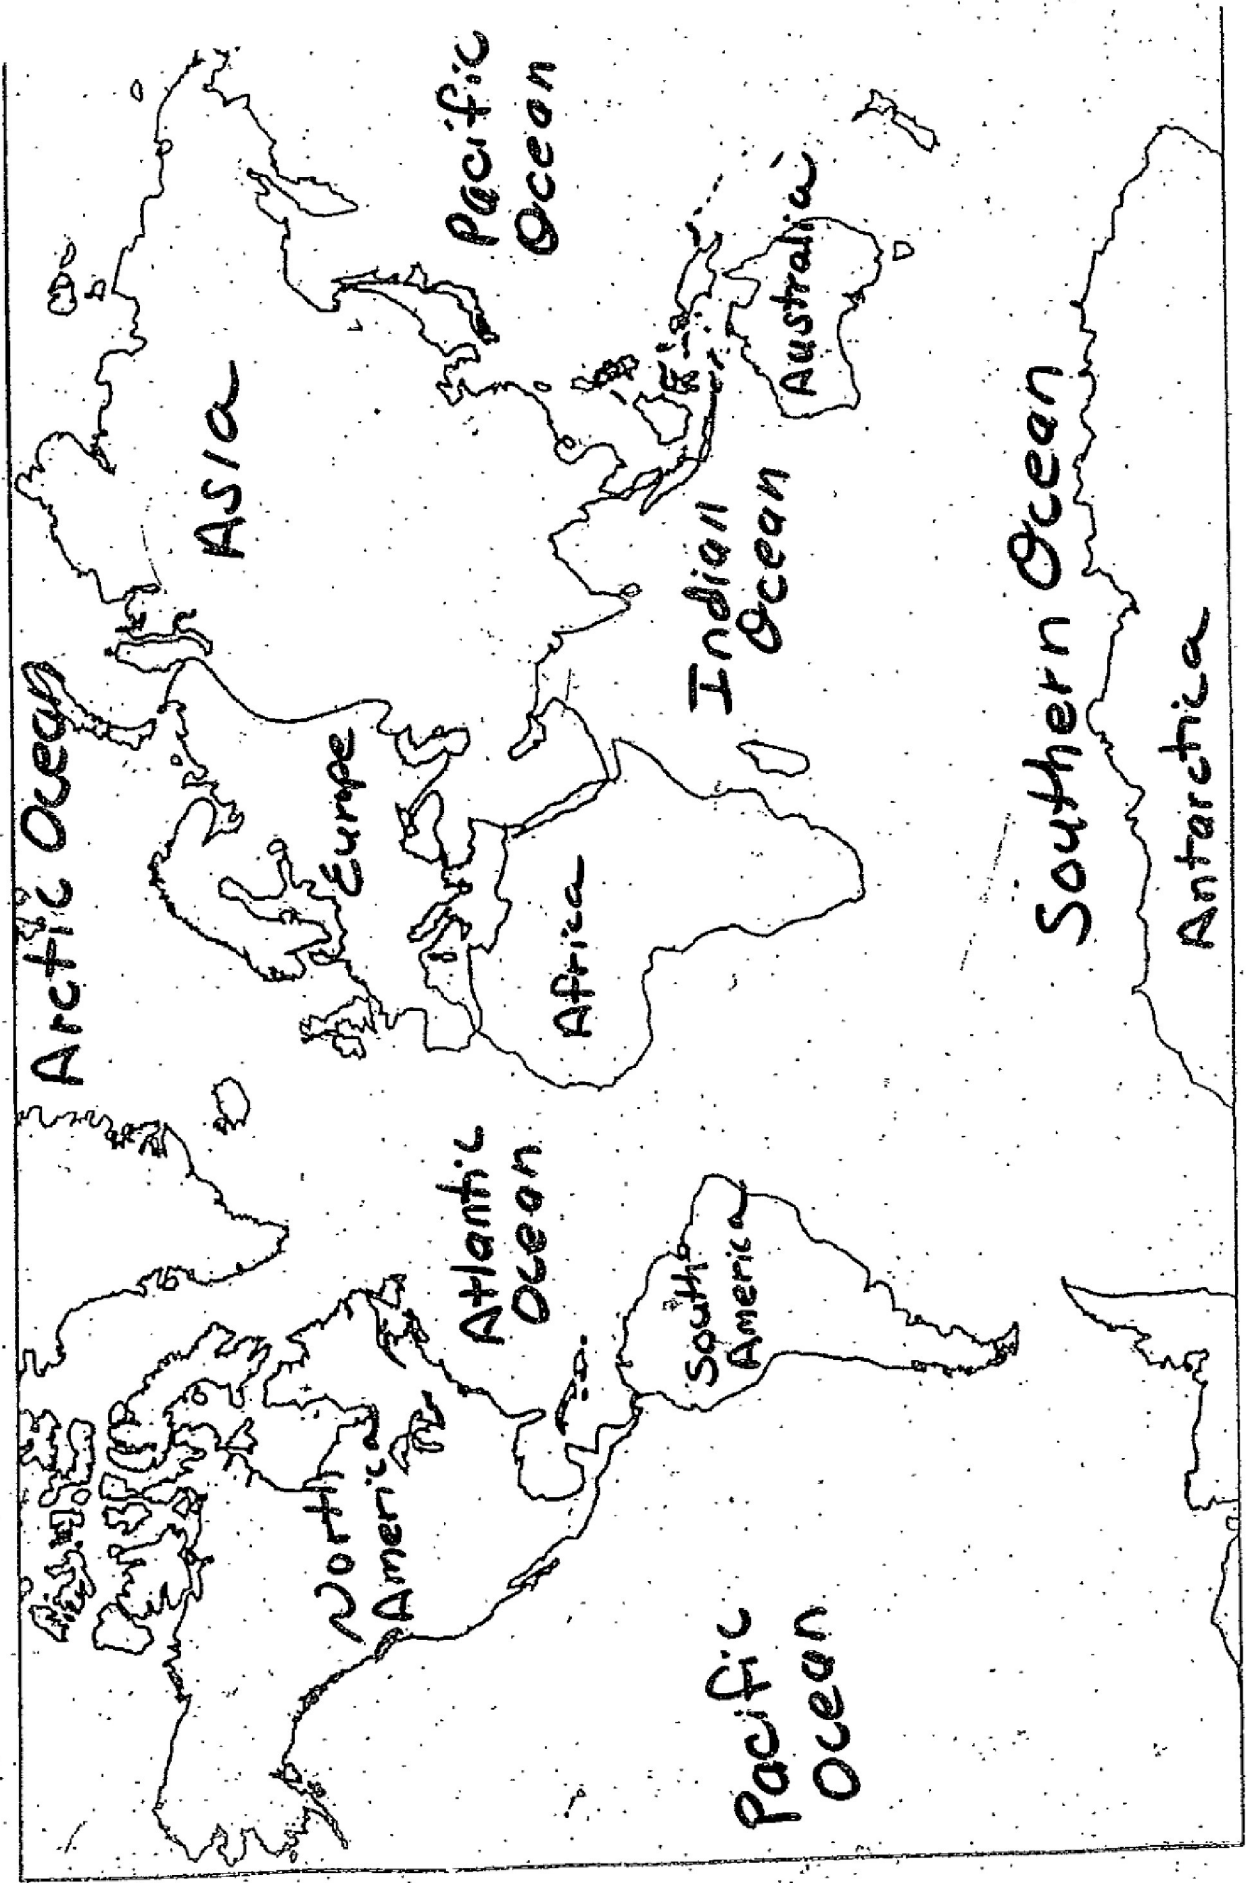 Arctic Ocean
Asia
Europe
North
America
Pacific
Ocean
Atlantic
Ocean
Africa
South
America
Indian
Ocean
Australia
Pacific
Ocean
Southern Ocean
Antarctica